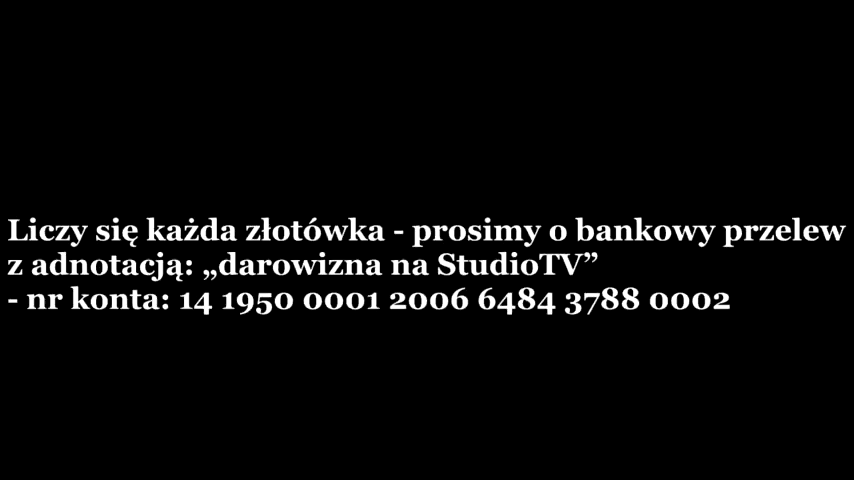 Liczy się każda złotówka - prosimy o bankowy przelew
z adnotacją: „darowizna na StudioTV”
- nr konta: 14 1950 0001 2006 6484 3788 0002